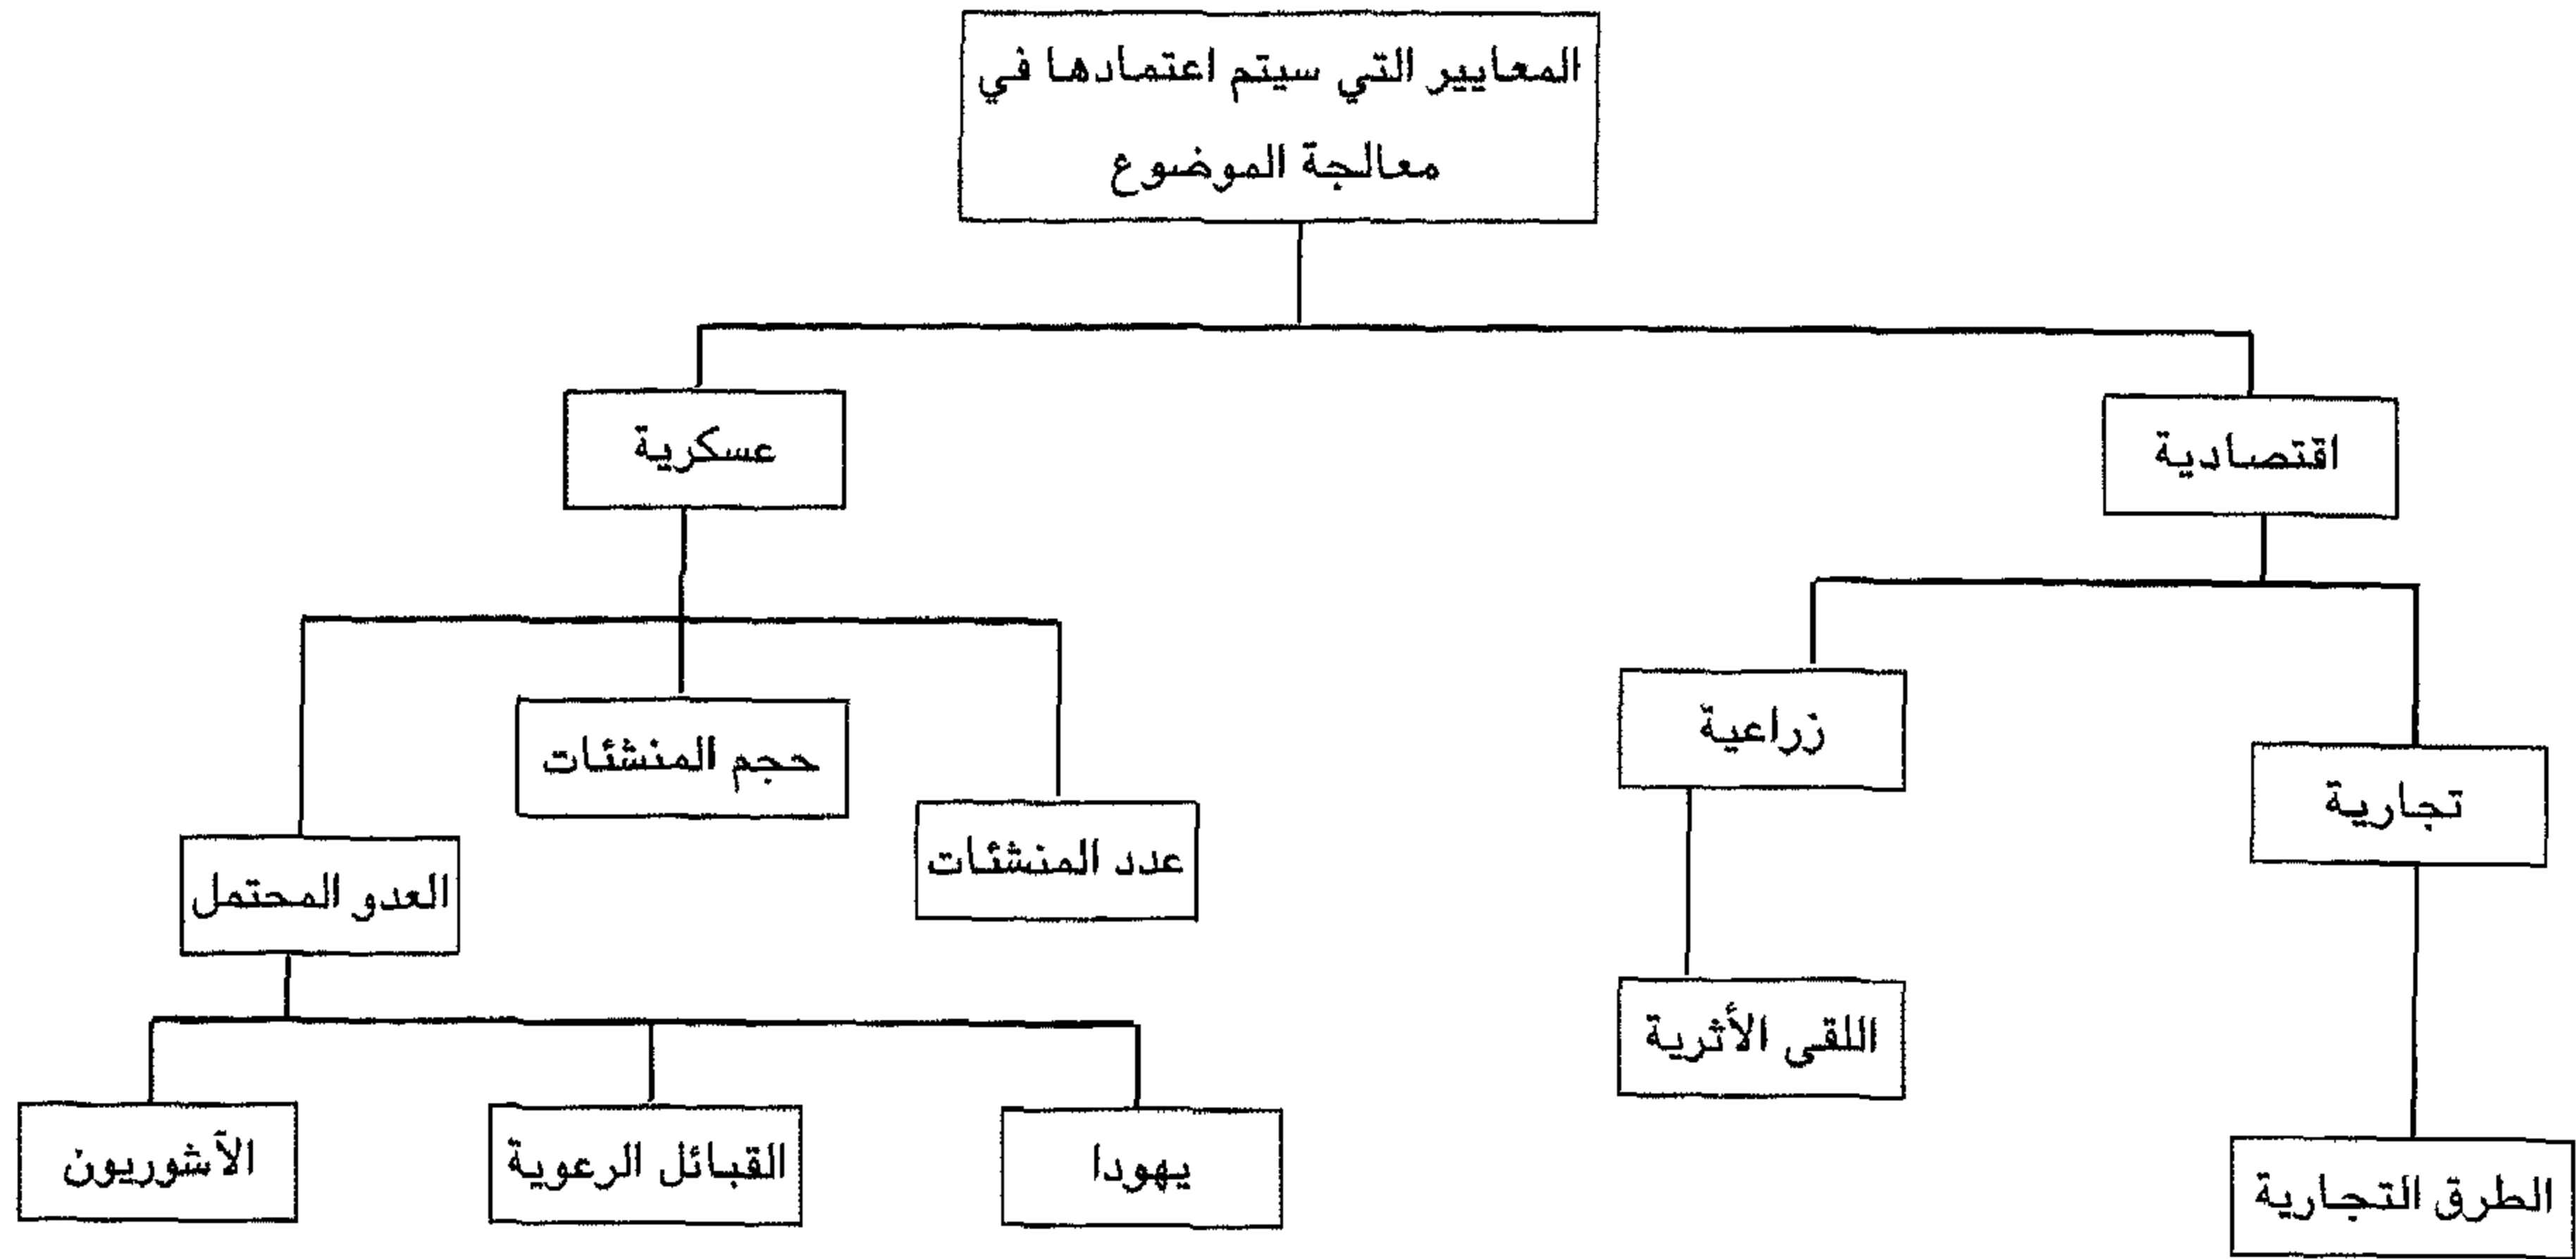 المعايير التي سيتم اعتمادها في
معالجة الموضوع
اقتصادية
عسكرية
تجارية
زراعية
عدد المنشئات
حجم المنشئات
العدو المحتمل
الطرق التجارية
اللقى الأثرية
يهودا
القبائل الرعوية
الآشوريون